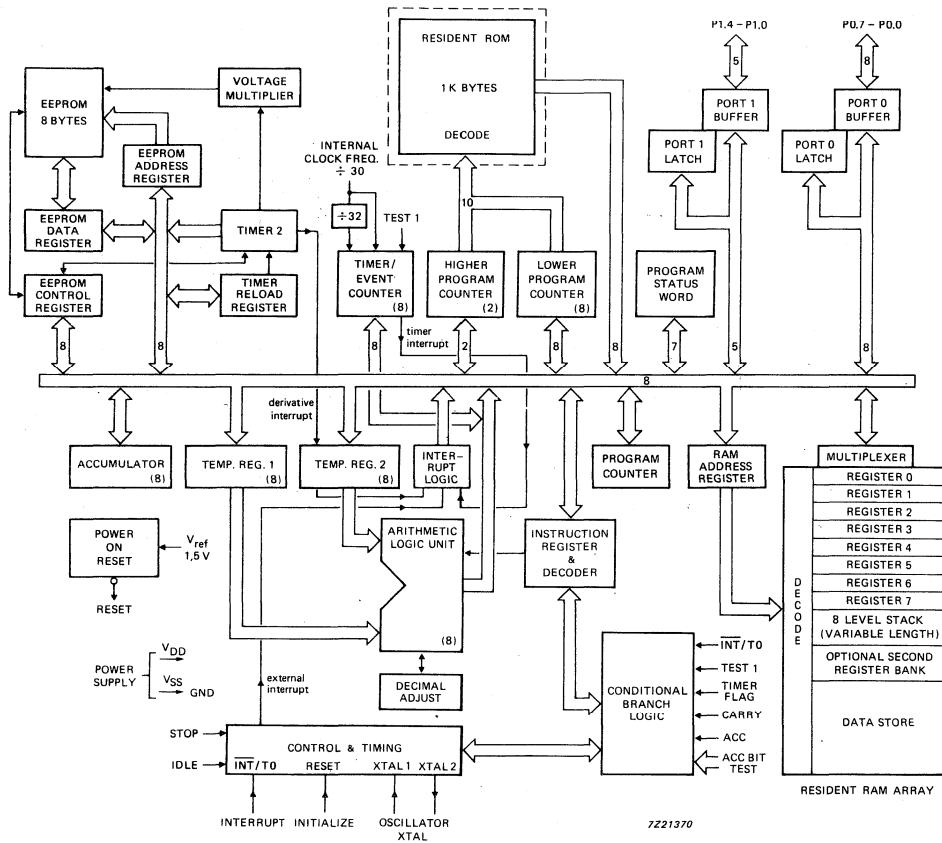 P1.4 – P1.0
P0.7 – P0.0
RESIDENT ROM
1K BYTES
DECODE
5
8
VOLTAGE
MULTIPLIER
EEPROM
8 BYTES
PORT 1
BUFFER
PORT 0
BUFFER
PORT 1
LATCH
PORT 0
LATCH
EEPROM
ADDRESS
REGISTER
INTERNAL
CLOCK FREQ.
÷ 30
÷32
TEST 1
10
EEPROM
DATA
REGISTER
TIMER 2
EEPROM
CONTROL
REGISTER
TIMER
RELOAD
REGISTER
TIMER/
EVENT
COUNTER
(8)
HIGHER
PROGRAM
COUNTER
(2)
LOWER
PROGRAM
COUNTER
(8)
PROGRAM
STATUS
WORD
timer
interrupt
8
8
8
2
8
8
7
5
8
8
derivative
interrupt
ACCUMULATOR
(8)
TEMP. REG. 1
(8)
TEMP. REG. 2
(8)
INTER-
RUPT
LOGIC
PROGRAM
COUNTER
RAM
ADDRESS
REGISTER
MULTIPLEXER
DECODE
REGISTER 0
REGISTER 1
REGISTER 2
REGISTER 3
REGISTER 4
REGISTER 5
REGISTER 6
REGISTER 7
8 LEVEL STACK
(VARIABLE LENGTH)
OPTIONAL SECOND
REGISTER BANK
DATA STORE
RESIDENT RAM ARRAY
POWER
ON
RESET
Vref
1,5 V
RESET
ARITHMETIC
LOGIC UNIT
(8)
INSTRUCTION
REGISTER
&
DECODER
DECIMAL
ADJUST
POWER
SUPPLY
VDD
VSS
GND
external
interrupt
CONDITIONAL
BRANCH
LOGIC
INT/T0
TEST 1
TIMER
FLAG
CARRY
ACC
ACC BIT
TEST
STOP
IDLE
CONTROL & TIMING
INT/T0 RESET XTAL 1 XTAL 2
INTERRUPT INITIALIZE OSCILLATOR
XTAL
7Z21370